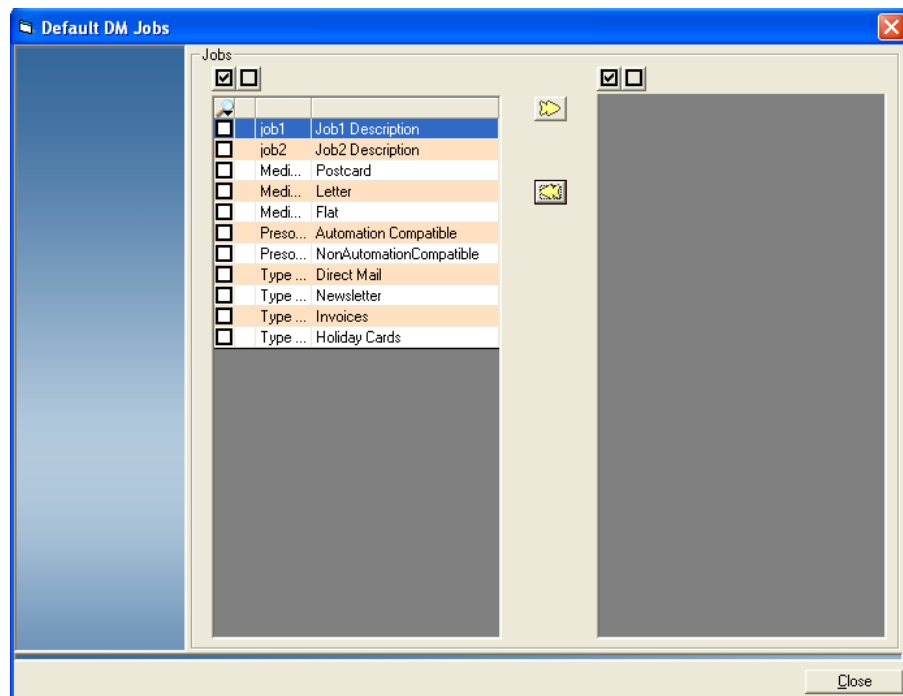 Default DM Jobs
Jobs
job1 Job1 Description
job2 Job2 Description
Medi... Postcard
Medi... Letter
Medi... Flat
Preso... Automation Compatible
Preso... NonAutomationCompatible
Type ... Direct Mail
Type ... Newsletter
Type ... Invoices
Type ... Holiday Cards
Close